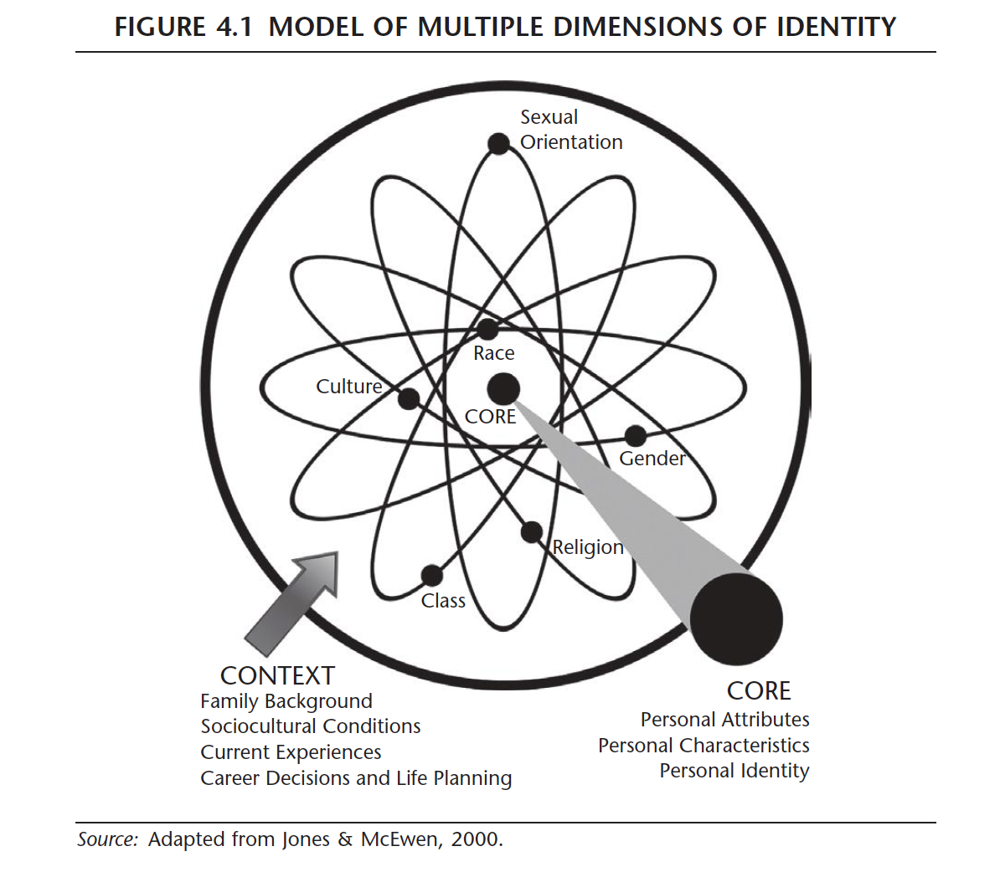 FIGURE 4.1 MODEL OF MULTIPLE DIMENSIONS OF IDENTITY
Sexual
Orientation
Race
Culture
CORE
Gender
Religion
Class
CONTEXT
Family Background
Sociocultural Conditions
Current Experiences
Career Decisions and Life Planning
CORE
Personal Attributes
Personal Characteristics
Personal Identity
Source: Adapted from Jones & McEwen, 2000.